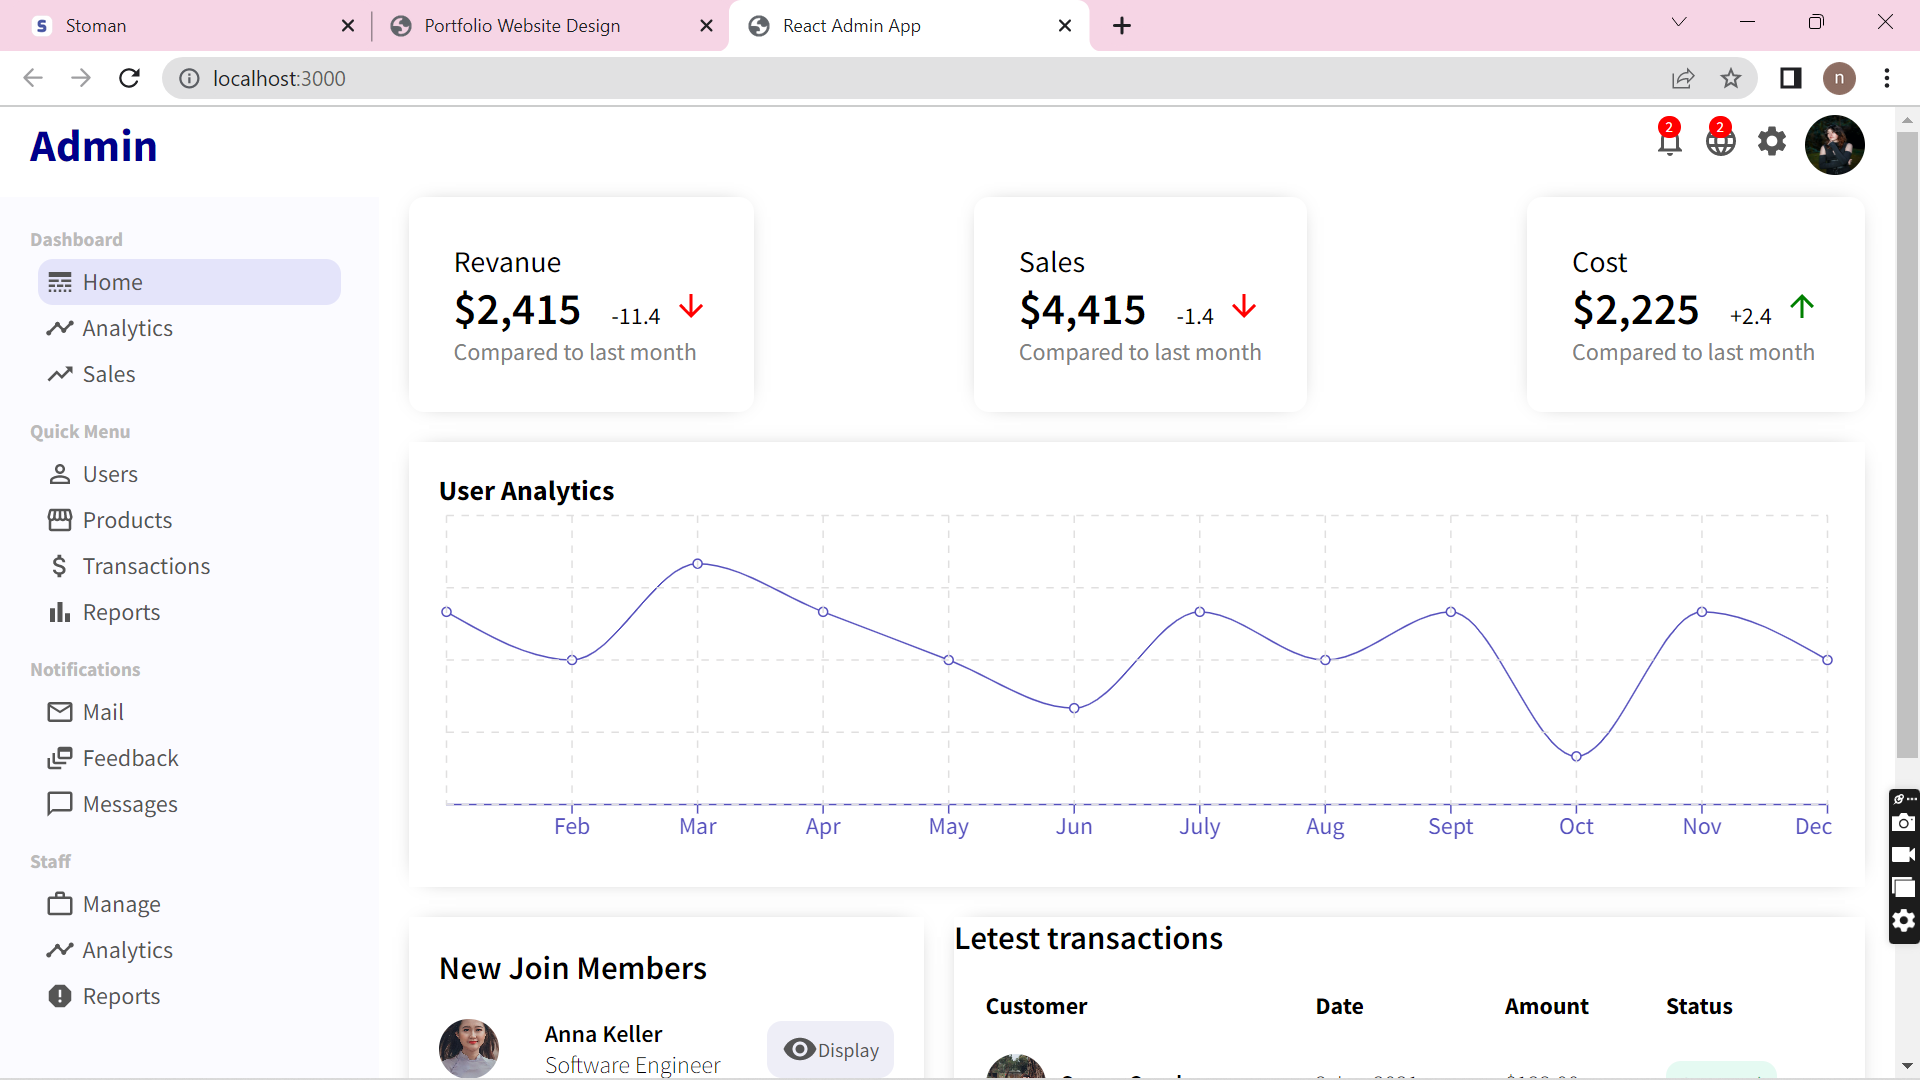 Stoman
Portfolio Website Design
React Admin App
localhost:3000
n
Admin
2
2
Dashboard
Home
Analytics
Sales
Quick Menu
Users
Products
Transactions
Reports
Notifications
Mail
Feedback
Messages
Staff
Manage
Analytics
Reports
Revanue
$2,415 -11.4
Compared to last month
Sales
$4,415 -1.4
Compared to last month
Cost
$2,225 +2.4
Compared to last month
User Analytics
Feb Mar Apr May Jun July Aug Sept Oct Nov Dec
New Join Members
Anna Keller
Software Engineer
Display
Letest transactions
Customer Date Amount Status